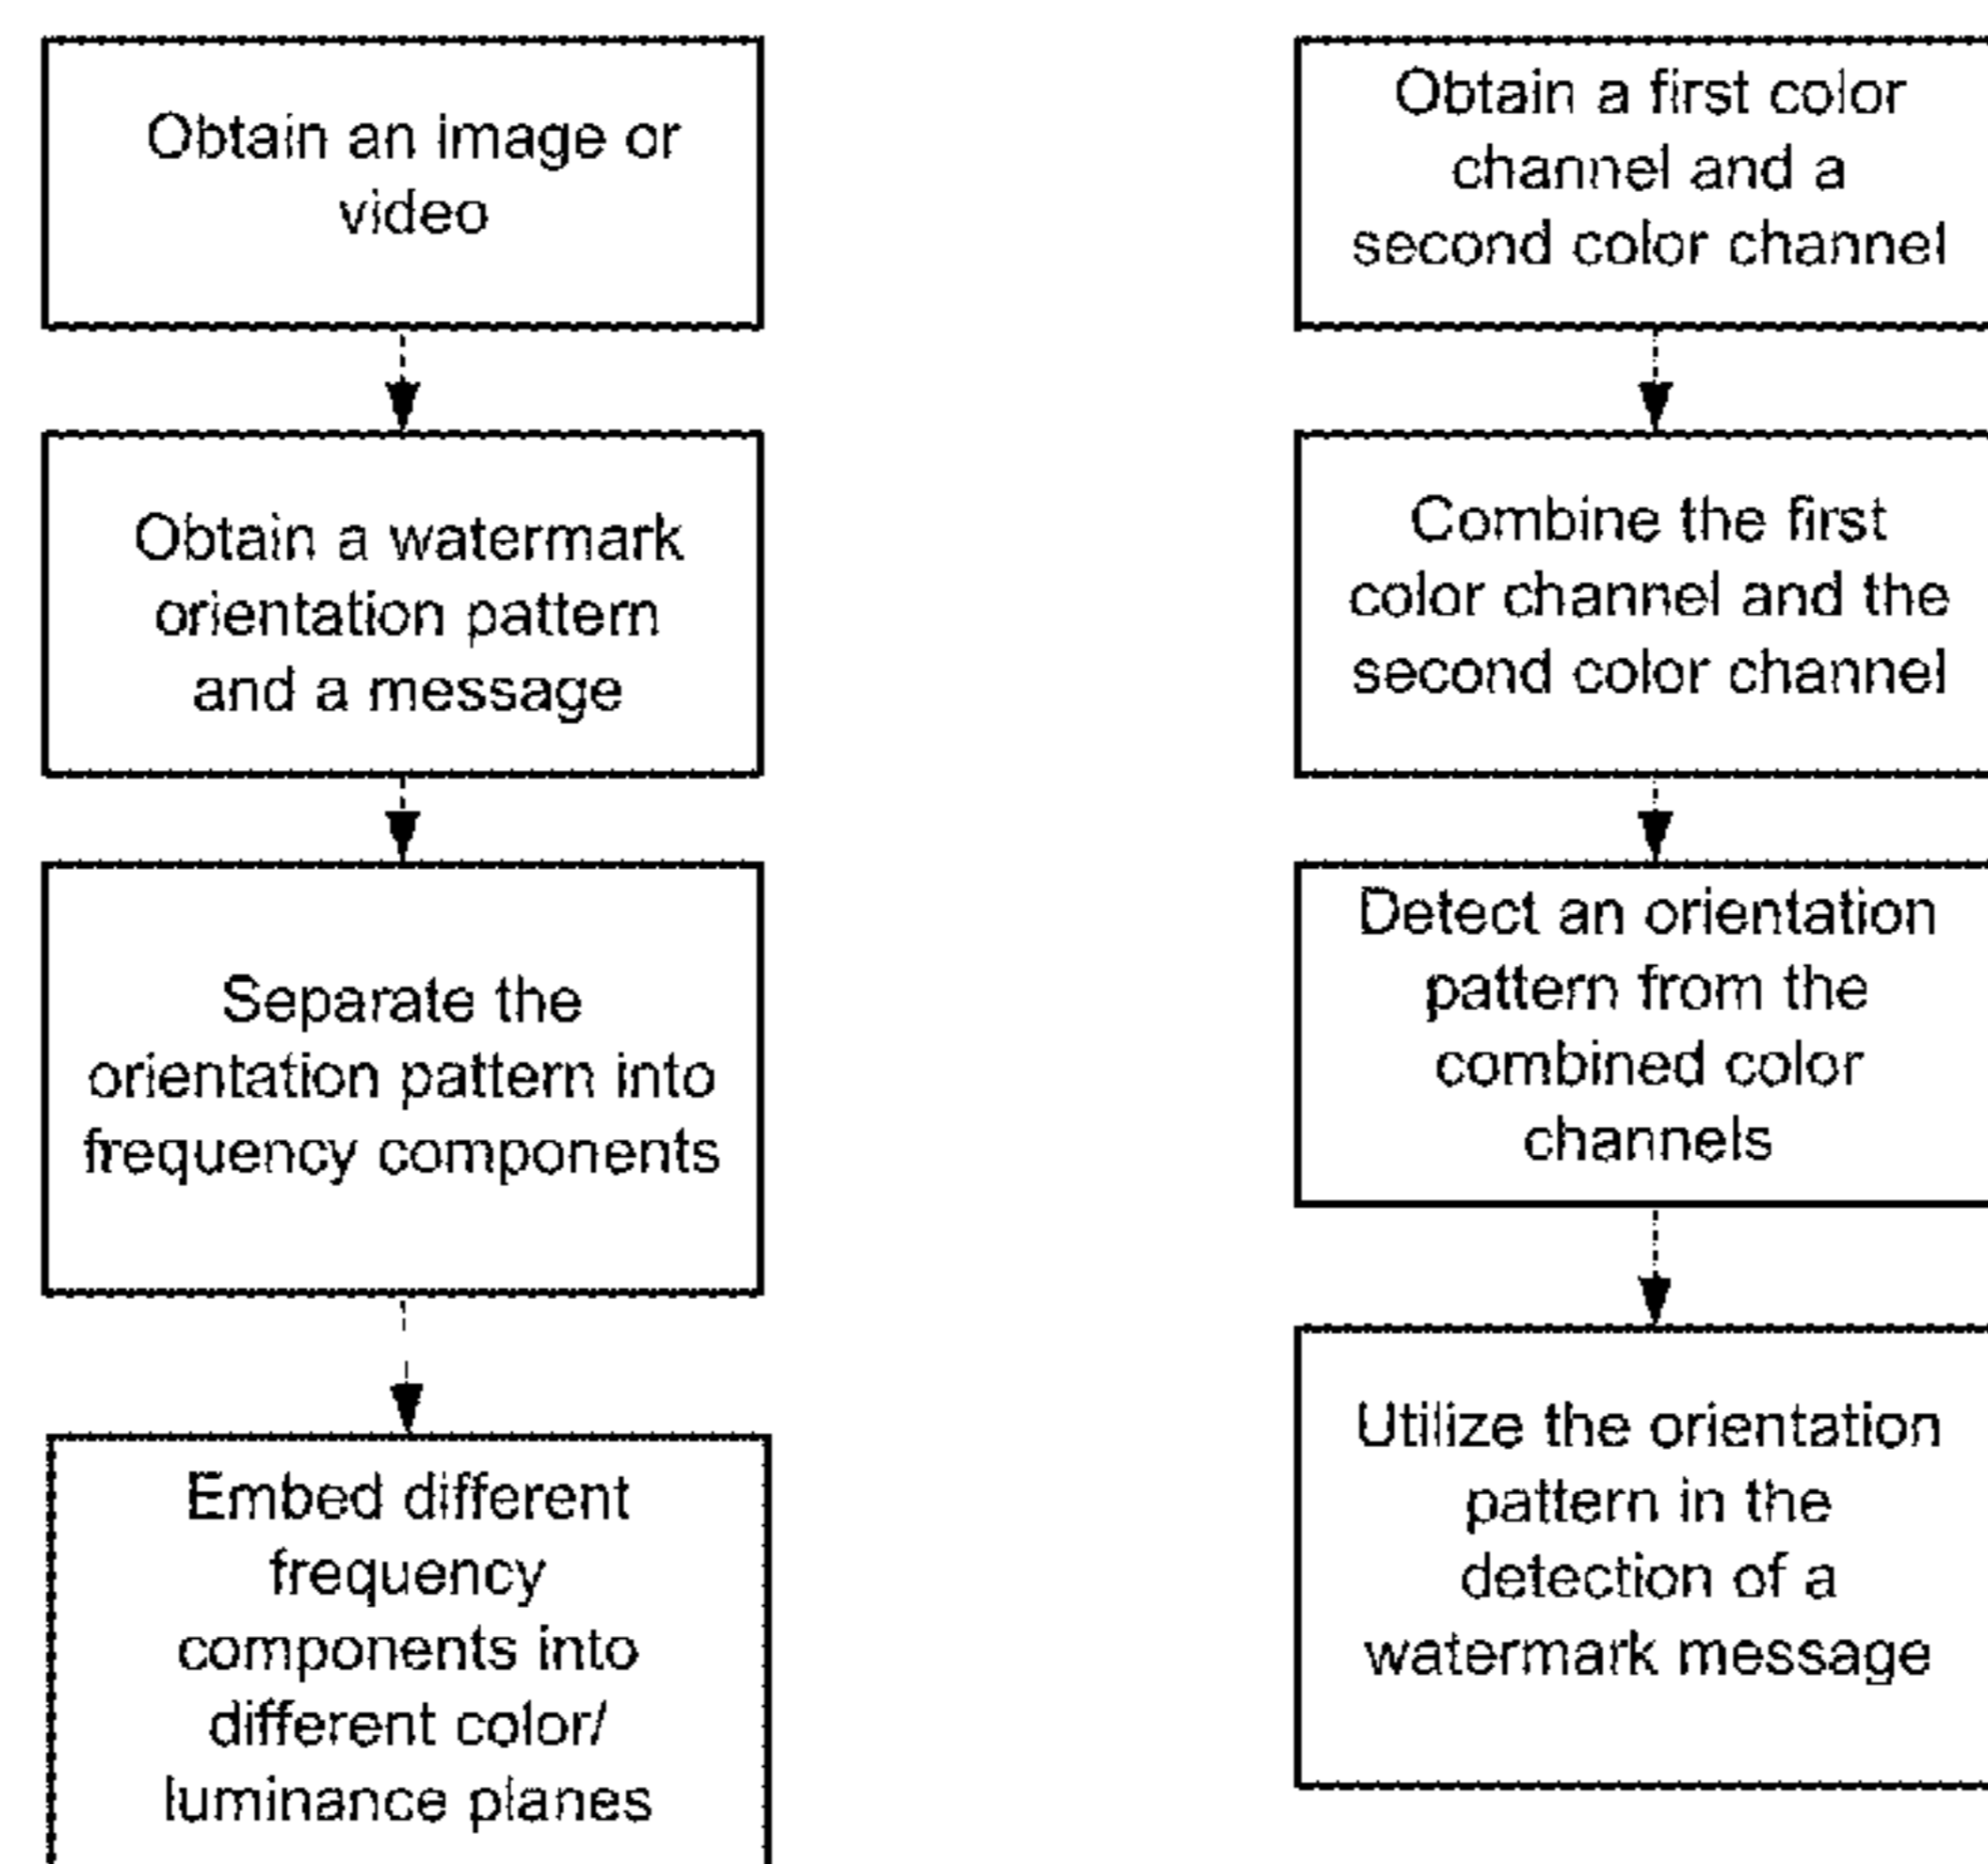 Obtain an image or
video
Obtain a watermark
orientation pattern
and a message
Separate the
orientation pattern into
frequency components
Embed different
frequency
components into
different color/
luminance planes
Obtain a first color
channel and a
second color channel
Combine the first
color channel and the
second color channel
Detect an orientation
pattern from the
combined color
channels
Utilize the orientation
pattern in the
detection of a
watermark message